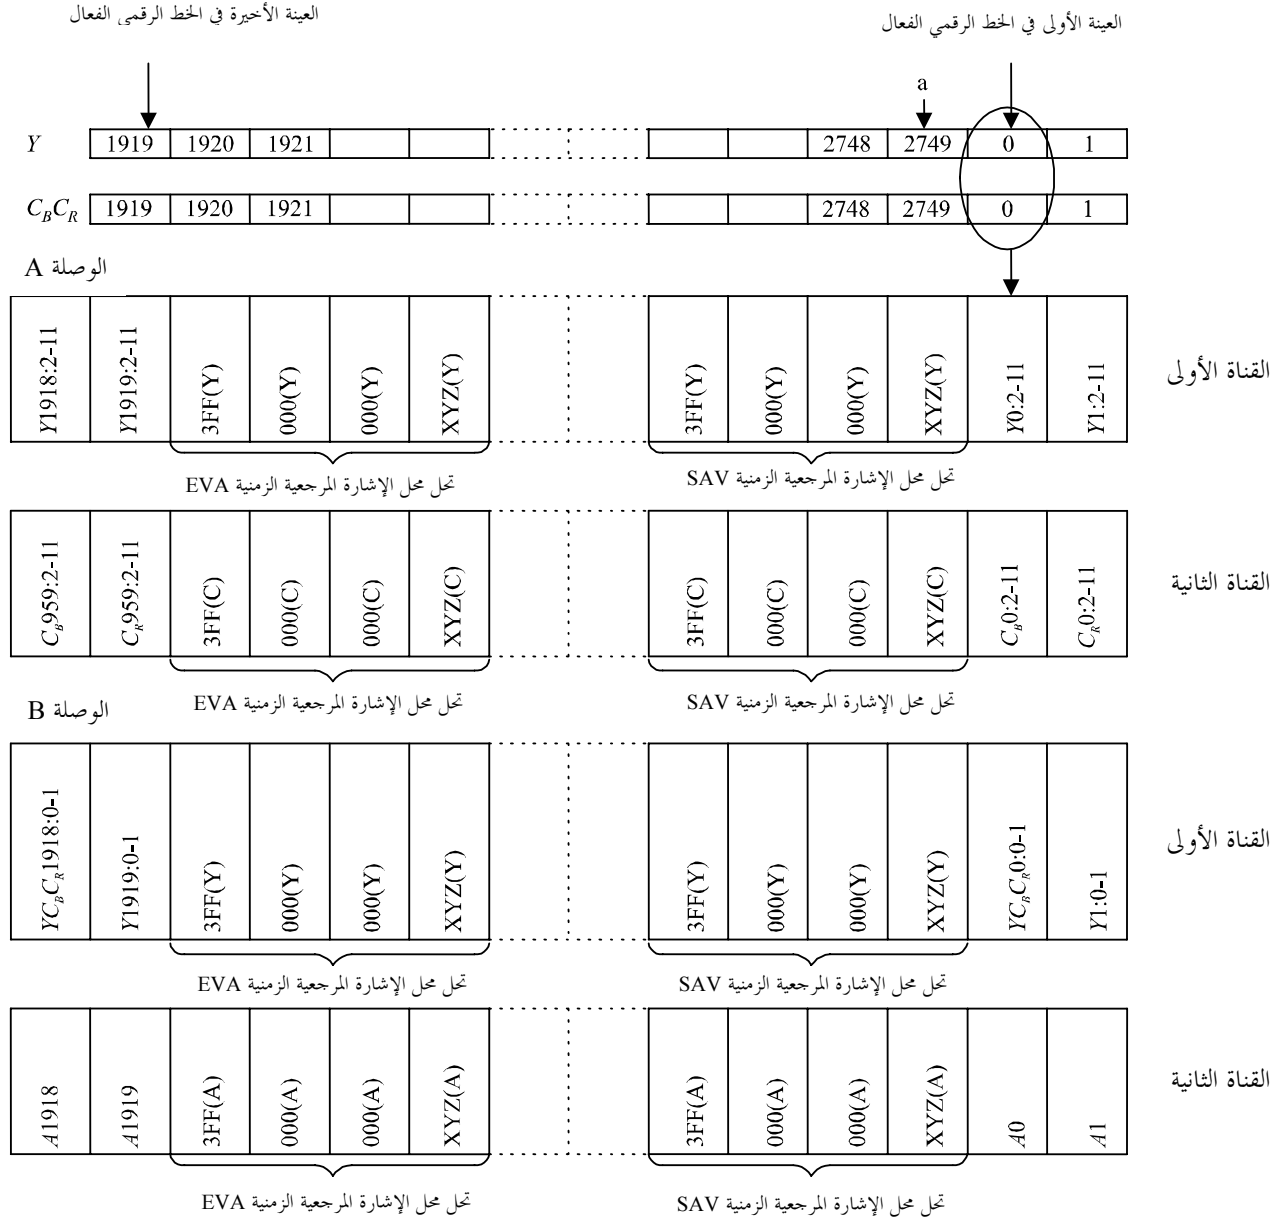 العينة الأخيرة في الخط الرقمي الفعال
العينة الأولى في الخط الرقمي الفعال
a
Y 1919 1920 1921 2748 2749 0 1
C_BC_R 1919 1920 1921 2748 2749 0 1
الوصلة A
القناة الأولى
Y1918:2-11 Y1919:2-11 3FF(Y) 000(Y) 000(Y) XYZ(Y) 3FF(Y) 000(Y) 000(Y) XYZ(Y) Y0:2-11 Y1:2-11
تحل محل الإشارة المرجعية الزمنية EVA
تحل محل الإشارة المرجعية الزمنية SAV
القناة الثانية
C_B959:2-11 C_R959:2-11 3FF(C) 000(C) 000(C) XYZ(C) 3FF(C) 000(C) 000(C) XYZ(C) C_B0:2-11 C_R0:2-11
تحل محل الإشارة المرجعية الزمنية EVA
تحل محل الإشارة المرجعية الزمنية SAV
الوصلة B
القناة الأولى
YC_BC_R1918:0-1 Y1919:0-1 3FF(Y) 000(Y) 000(Y) XYZ(Y) 3FF(Y) 000(Y) 000(Y) XYZ(Y) YC_BC_R0:0-1 Y1:0-1
تحل محل الإشارة المرجعية الزمنية EVA
تحل محل الإشارة المرجعية الزمنية SAV
القناة الثانية
A1918 A1919 3FF(A) 000(A) 000(A) XYZ(A) 3FF(A) 000(A) 000(A) XYZ(A) A0 A1
تحل محل الإشارة المرجعية الزمنية EVA
تحل محل الإشارة المرجعية الزمنية SAV